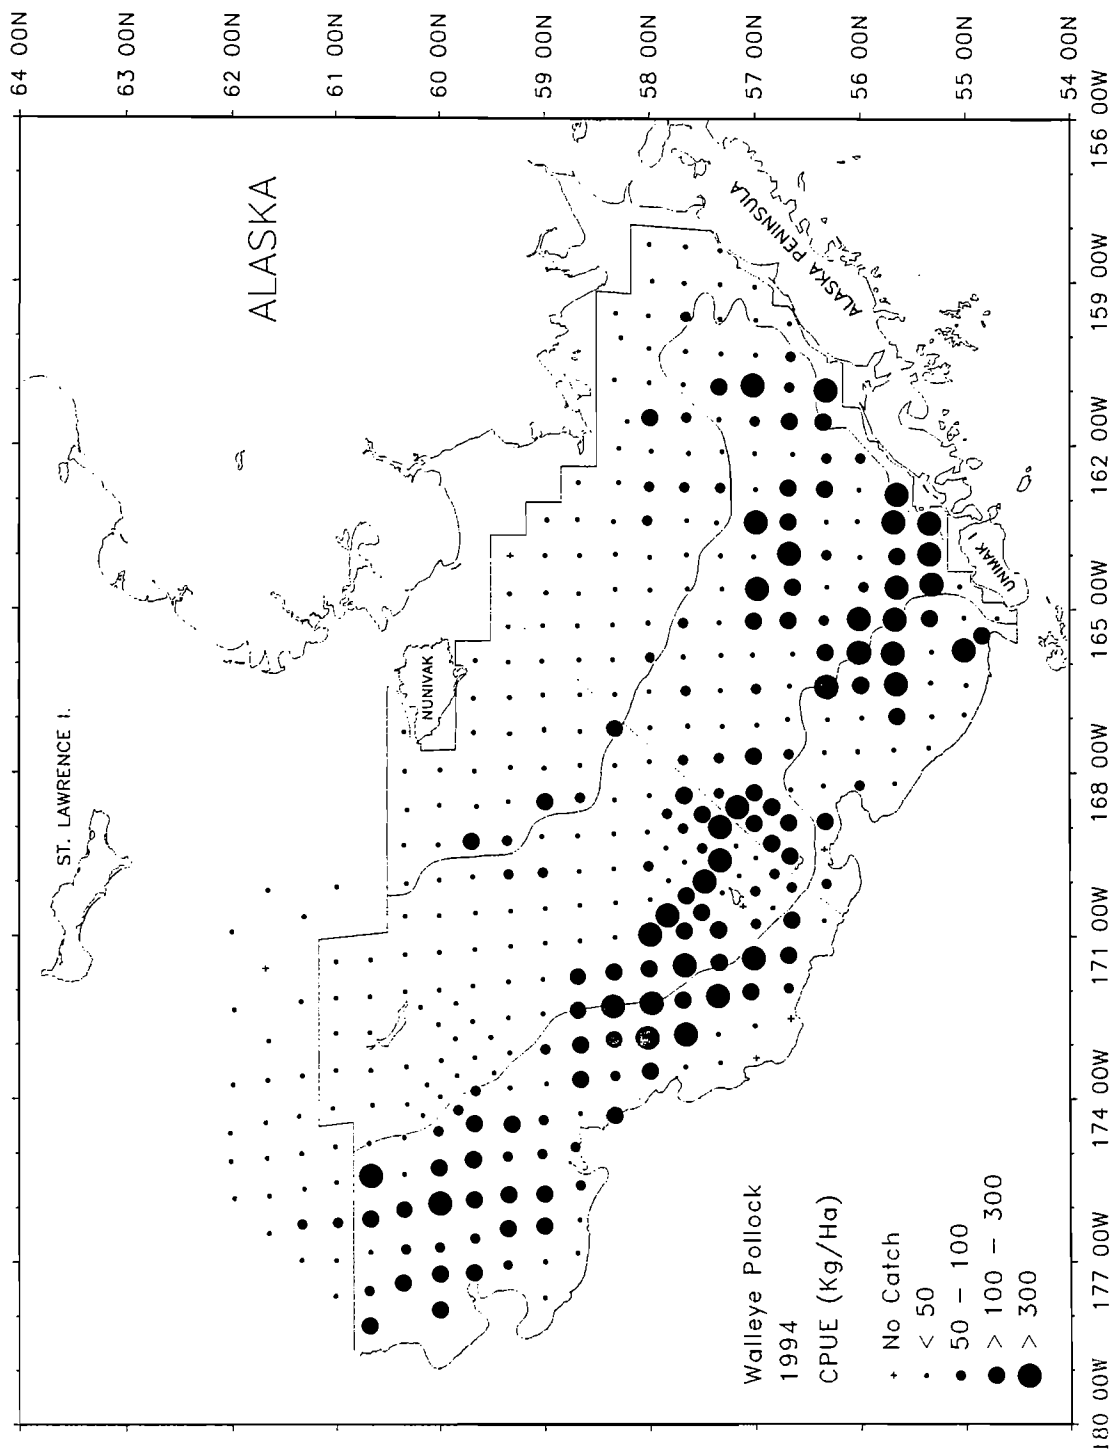 64 00N
63 00N
62 00N
61 00N
60 00N
59 00N
58 00N
57 00N
56 00N
55 00N
54 00N
180 00W
177 00W
174 00W
171 00W
168 00W
165 00W
162 00W
159 00W
156 00W
ST. LAWRENCE I.
ALASKA
NUNIVAK
ALASKA PENINSULA
UNIMAK I
Walleye Pollock
1994
CPUE (Kg/Ha)
+ No Catch
< 50
50 – 100
> 100 – 300
> 300